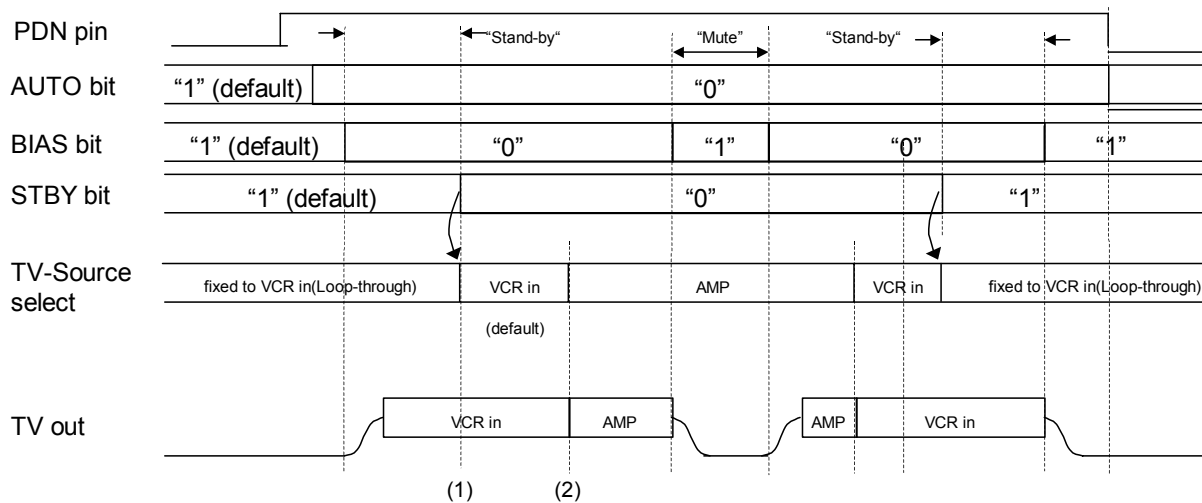 PDN pin
“Stand-by“
“Mute”
“Stand-by“
AUTO bit
“1” (default)
“0”
BIAS bit
“1” (default)
“0”
“1”
“0”
“1”
STBY bit
“1” (default)
“0”
“1”
TV-Source
select
fixed to VCR in(Loop-through)
VCR in
AMP
VCR in
fixed to VCR in(Loop-through)
(default)
TV out
VCR in
AMP
AMP
VCR in
(1)
(2)